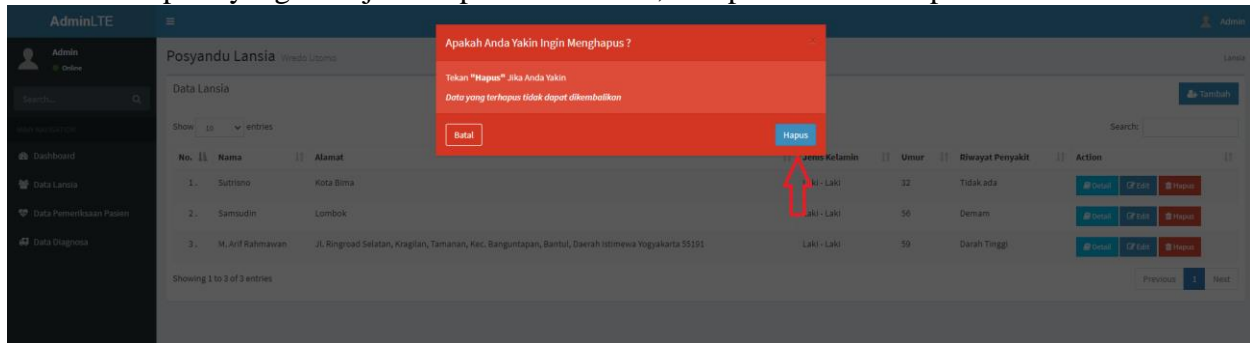 AdminLTE
Admin
Admin
Online
Search...
Dashboard
Data Lansia
Data Pemeriksaan Pasien
Data Diagnosa
Posyandu Lansia
Lansia
Data Lansia
Tambah
Show 10 entries
Search:
Apakah Anda Yakin Ingin Menghapus ?
Tekan "Hapus" Jika Anda Yakin
Data yang terhapus tidak dapat dikembalikan
Batal Hapus
No. Nama Alamat Jenis Kelamin Umur Riwayat Penyakit Action
1. Sutrisno Kota Bima Laki - Laki 52 Tidak ada Detail Edit Hapus
2. Samsudin Lombok Laki - Laki 56 Demam Detail Edit Hapus
3. M. Arif Rahmawan Jl. Ringroad Selatan, Kragilan, Tamanan, Kec. Banguntapan, Bantul, Daerah Istimewa Yogyakarta 55191 Laki - Laki 59 Darah Tinggi Detail Edit Hapus
Showing 1 to 3 of 3 entries
Previous 1 Next